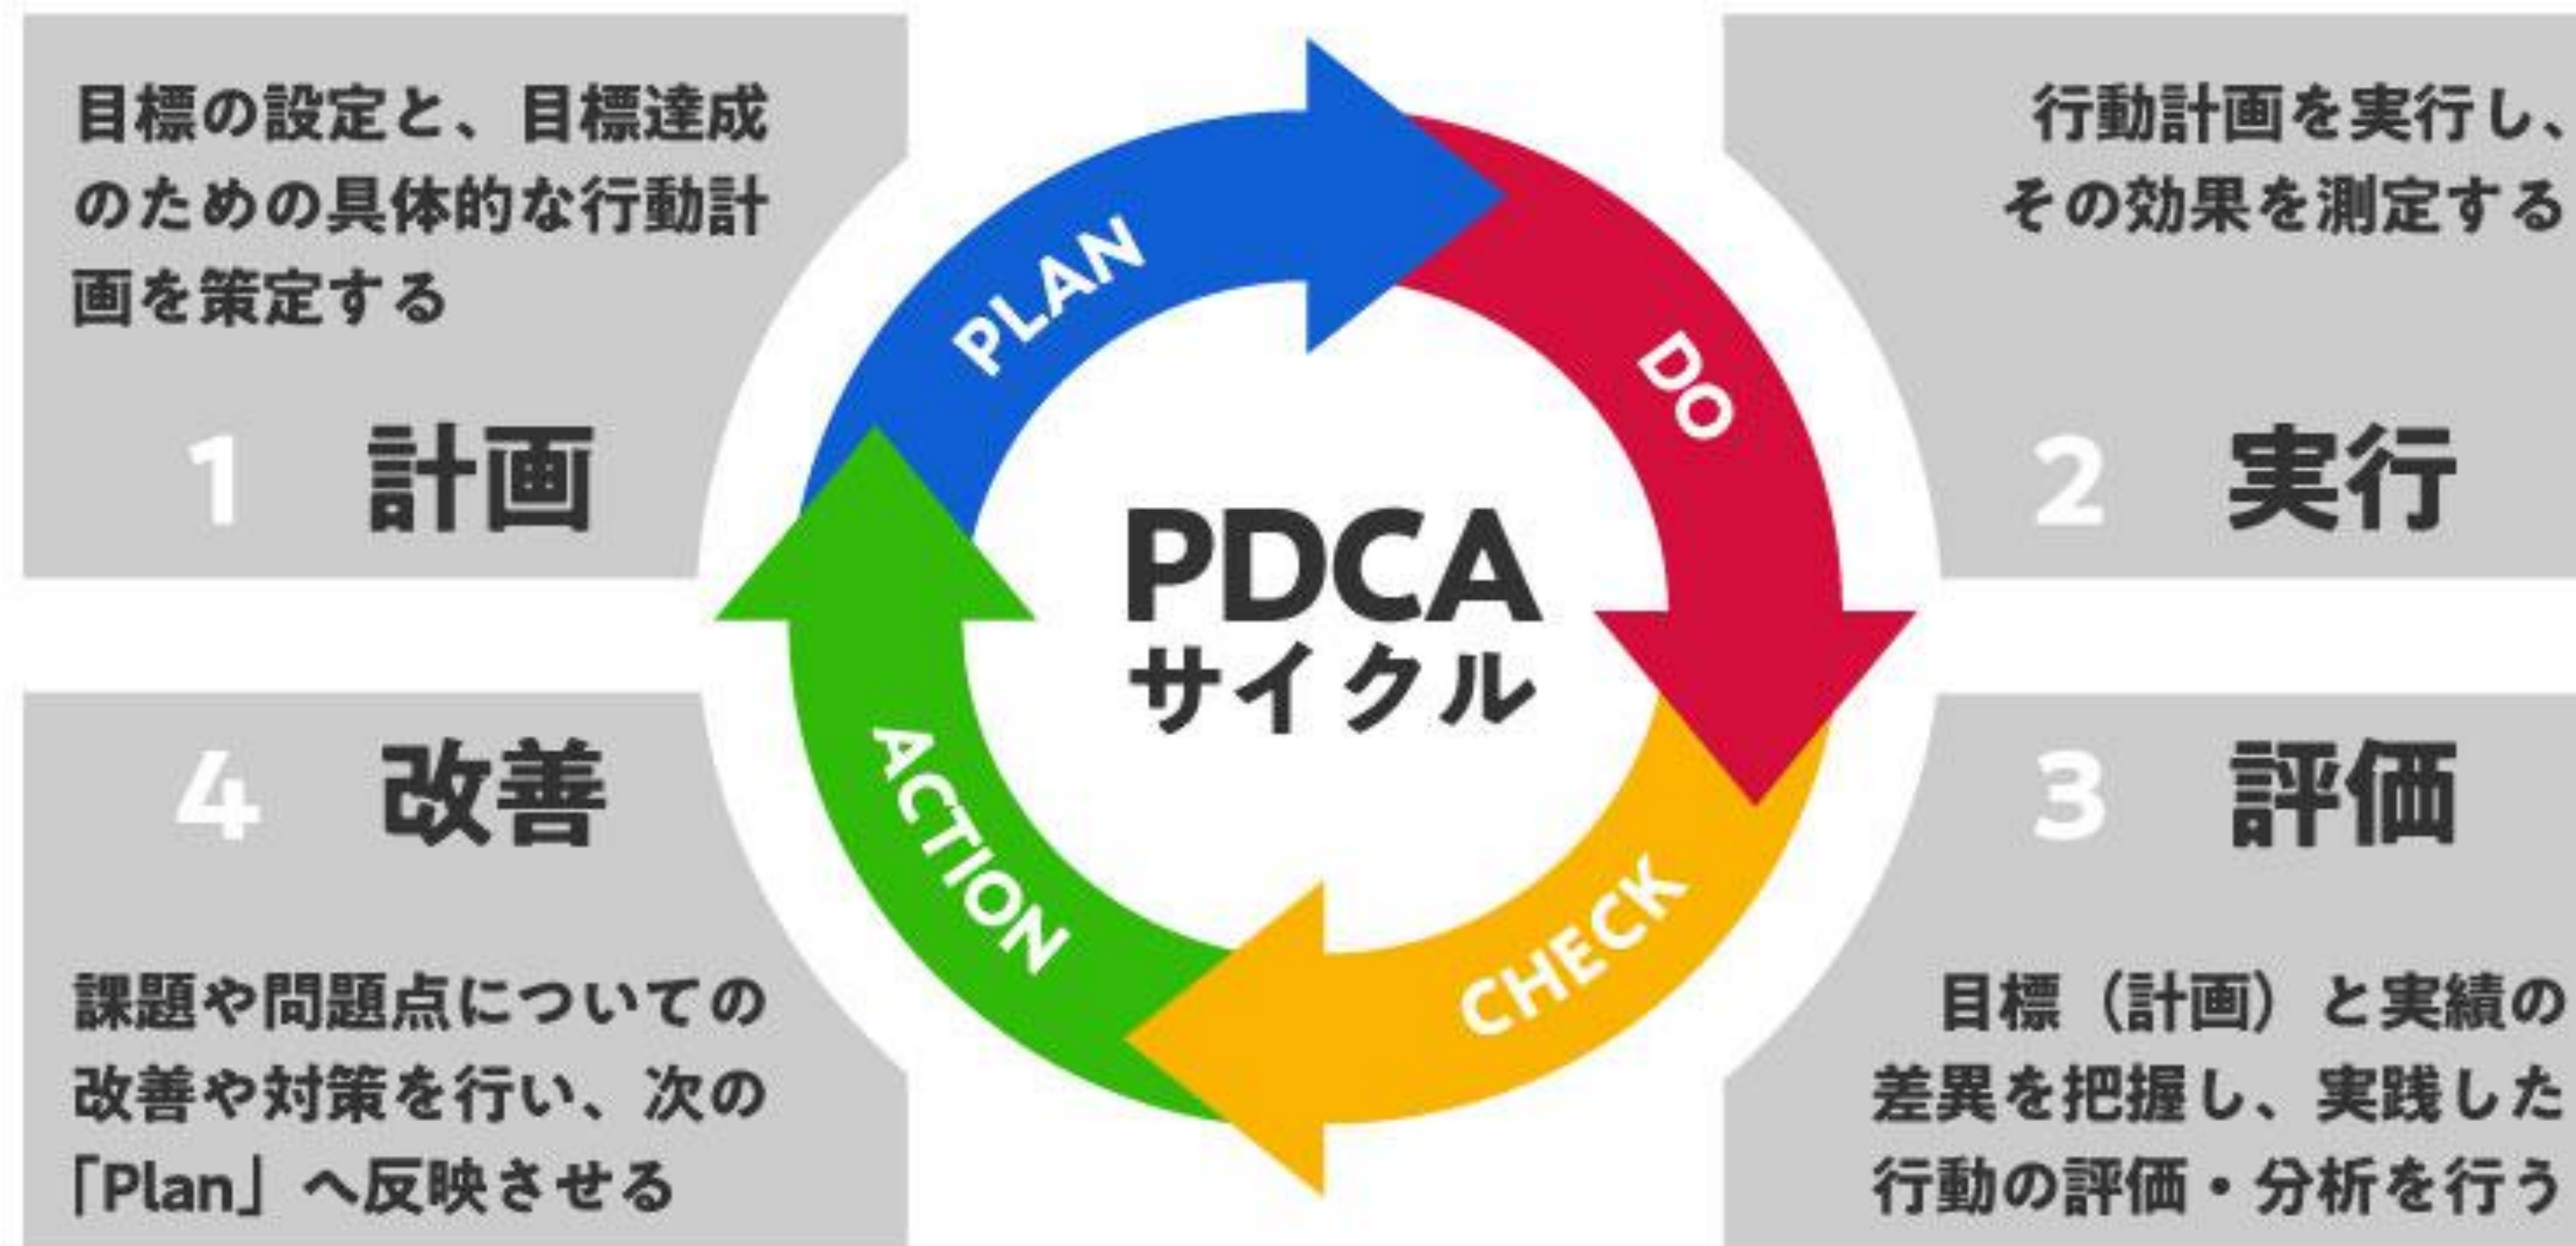 目標の設定と、目標達成
のための具体的な行動計
画を策定する
1 計画
行動計画を実行し、
その効果を測定する
2 実行
PLAN
DO
PDCA
サイクル
CHECK
ACTION
3 評価
目標（計画）と実績の
差異を把握し、実践した
行動の評価・分析を行う
4 改善
課題や問題点についての
改善や対策を行い、次の
「Plan」へ反映させる